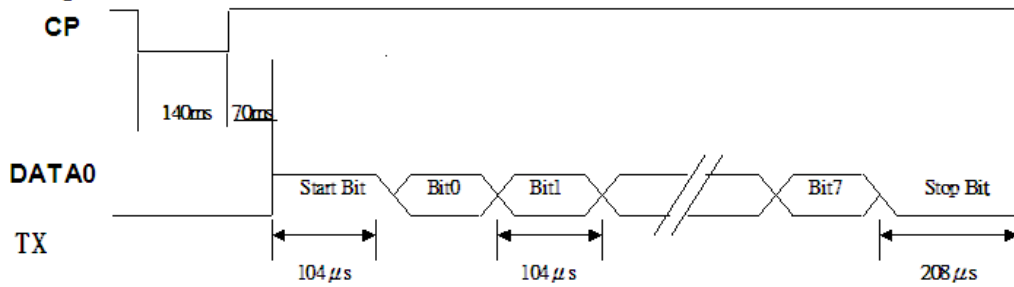 CP
140ms 70ms
DATA0 Start Bit Bit0 Bit1 Bit7 Stop Bit
TX
104μs 104μs 208μs